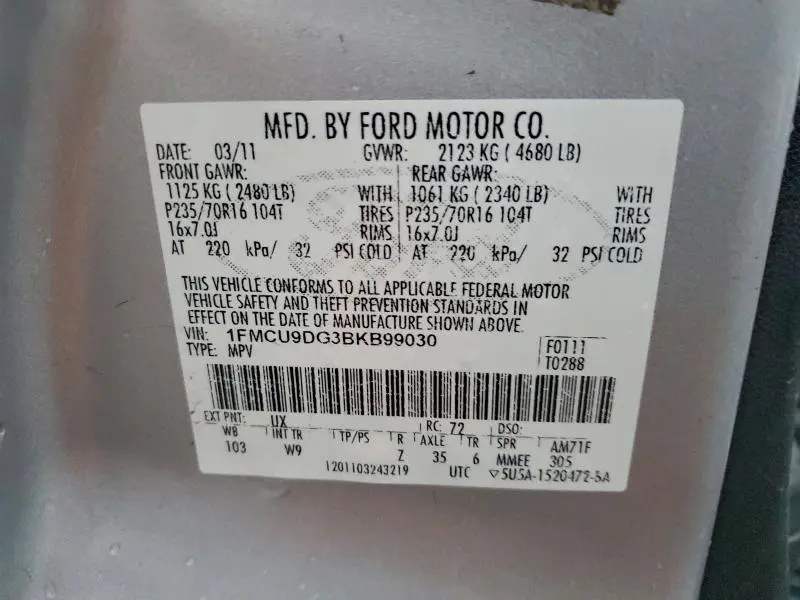 MFD. BY FORD MOTOR CO.
DATE: 03/11 GVWR: 2123 KG ( 4680 LB)
FRONT GAWR: REAR GAWR:
1125 KG ( 2480 LB) WITH 1061 KG ( 2340 LB) WITH
P235/70R16 104T TIRES P235/70R16 104T TIRES
16x7.0J RIMS 16x7.0J RIMS
AT 220 kPa/ 32 PSI COLD AT 220 kPa/ 32 PSI COLD
THIS VEHICLE CONFORMS TO ALL APPLICABLE FEDERAL MOTOR
VEHICLE SAFETY AND THEFT PREVENTION STANDARDS IN
EFFECT ON THE DATE OF MANUFACTURE SHOWN ABOVE.
VIN: 1FMCU9DG3BKB99030
TYPE: MPV
F0111
T0288
EXT PNT: UX RC: 72 DSO:
WB INT TR TP/PS R AXLE TR SPR AM71F
103 W9 Z 35 6 MMEE 305
1201103243219 UTC ▽5U5A-1520472-5A